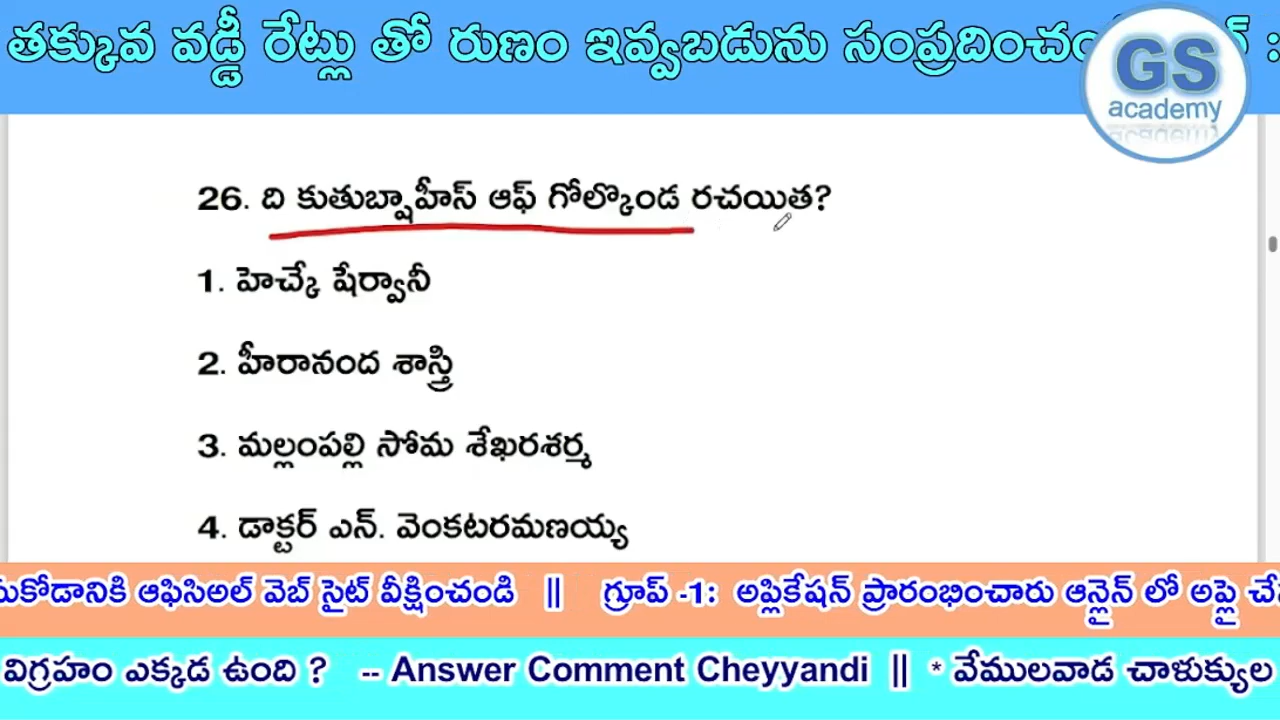 తక్కువ వడ్డీ రేట్లు తో రుణం ఇవ్వబడును
GS
academy
26. ది కుతుబ్షాహీస్ ఆఫ్ గోల్కొండ రచయిత?
1. హెచ్కే షేర్వానీ
2. హీరానంద శాస్త్రి
3. మల్లంపల్లి సోమ శేఖరశర్మ
4. డాక్టర్ ఎన్. వెంకటరమణయ్య
ఆఫిసిఅల్ వెబ్ సైట్ వీక్షించండి || గ్రూప్ -1: అప్లికేషన్ ప్రారంభించారు ఆన్లైన్ లో అప్లై
విగ్రహం ఎక్కడ ఉంది ? -- Answer Comment Cheyyandi || * వేములవాడ చాళుక్యుల